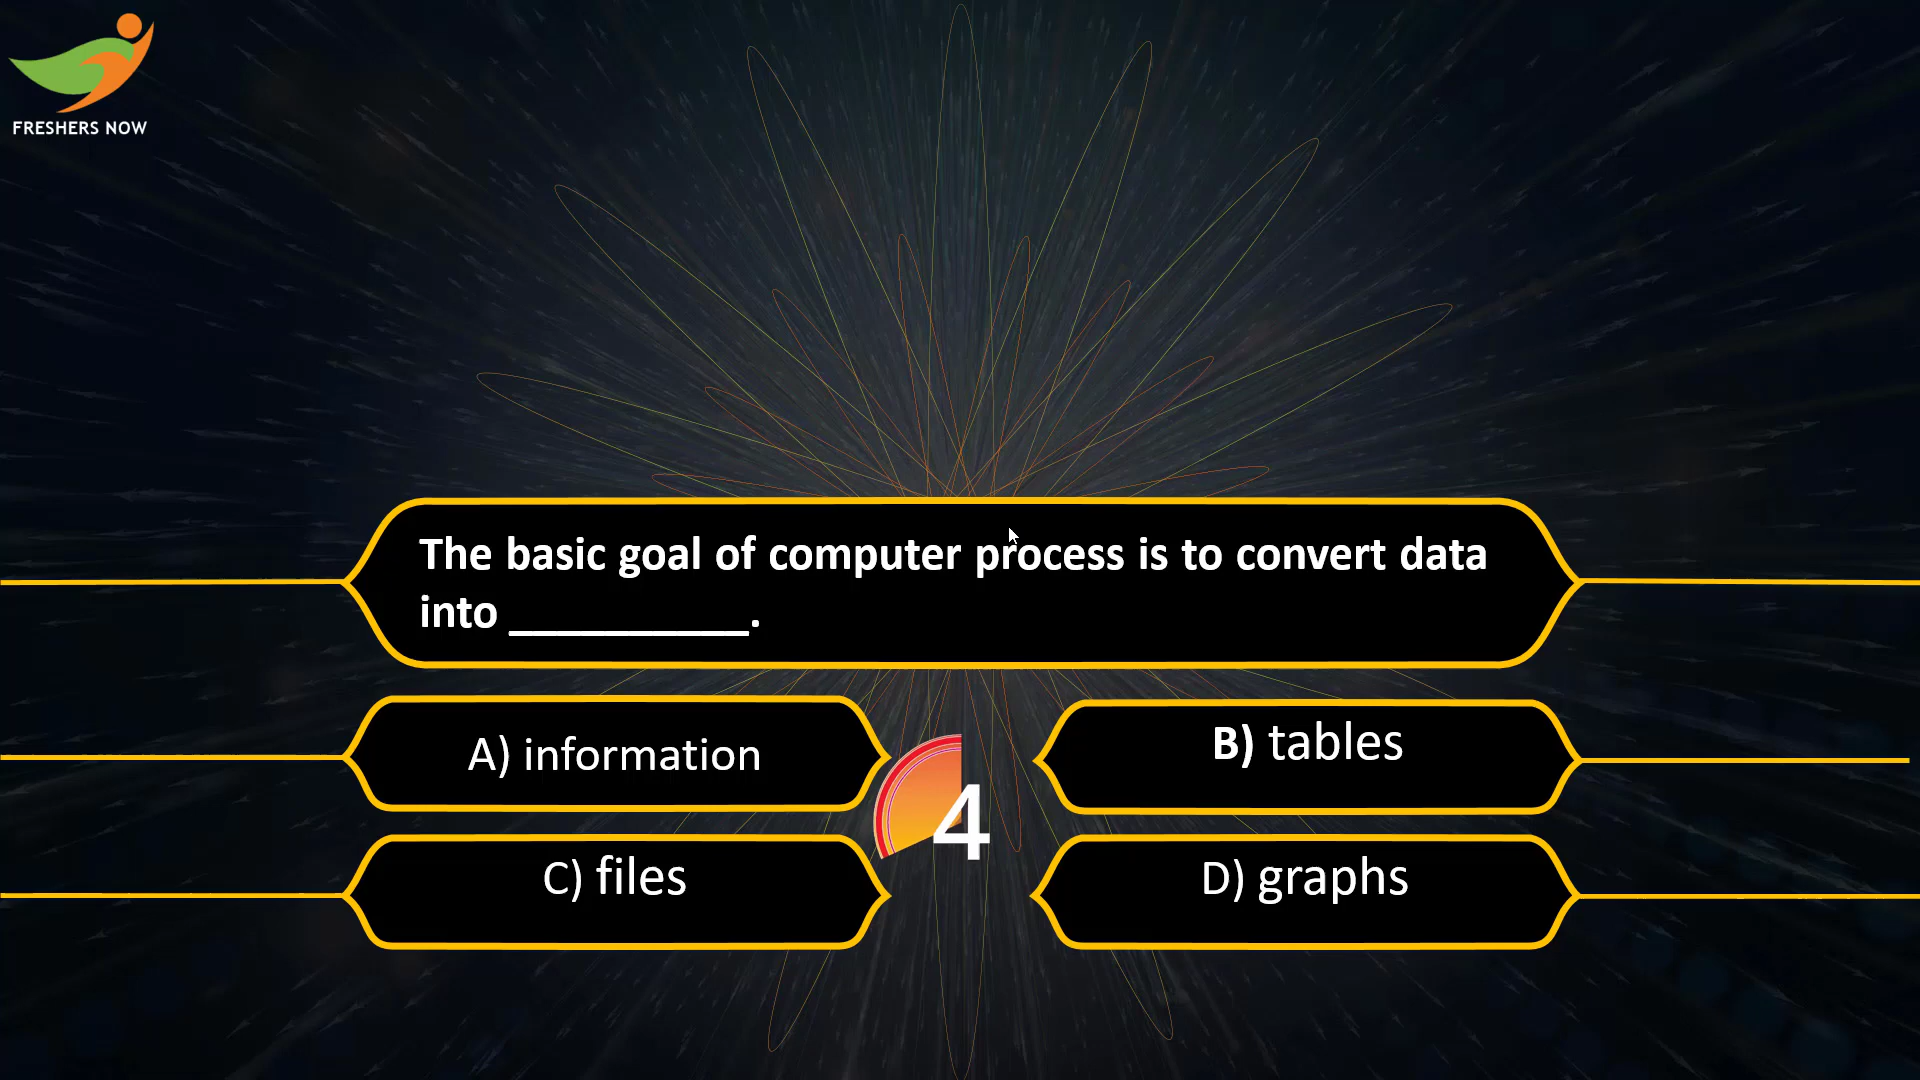 FRESHERS NOW
The basic goal of computer process is to convert data
into __________.
A) information
B) tables
4
C) files
D) graphs